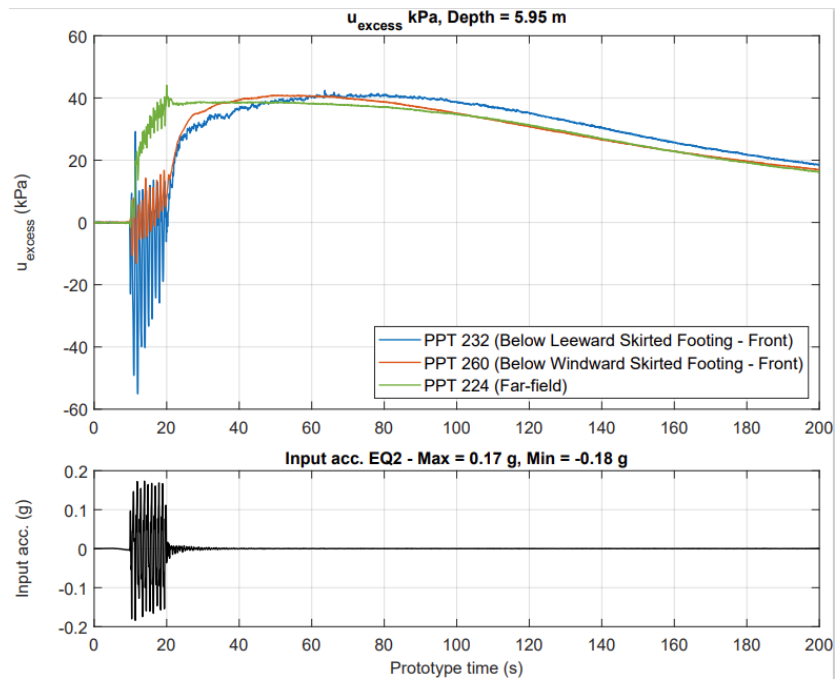 u_excess kPa, Depth = 5.95 m
60
40
20
0
-20
-40
-60
u_excess (kPa)
PPT 232 (Below Leeward Skirted Footing - Front)
PPT 260 (Below Windward Skirted Footing - Front)
PPT 224 (Far-field)
0 20 40 60 80 100 120 140 160 180 200
Input acc. EQ2 - Max = 0.17 g, Min = -0.18 g
0.2
0.1
0
-0.1
-0.2
Input acc. (g)
0 20 40 60 80 100 120 140 160 180 200
Prototype time (s)